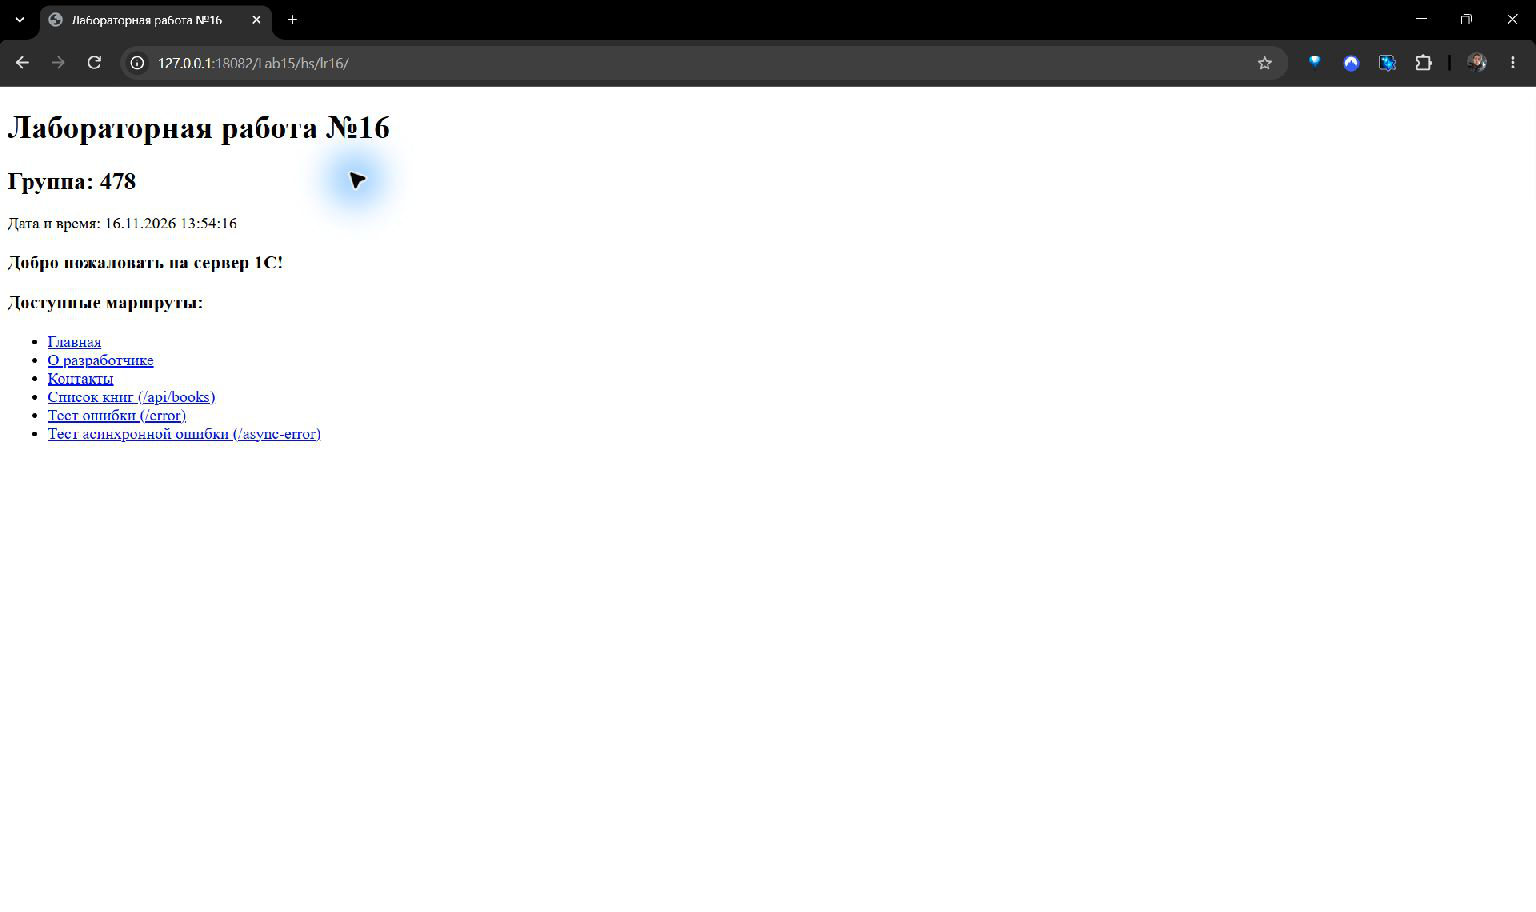 Лабораторная работа №16
127.0.0.1:18082/Lab15/hs/lr16/
Лабораторная работа №16
Группа: 478
Дата и время: 16.11.2026 13:54:16
Добро пожаловать на сервер 1С!
Доступные маршруты:
Главная
О разработчике
Контакты
Список книг (/api/books)
Тест ошибки (/error)
Тест асинхронной ошибки (/async-error)